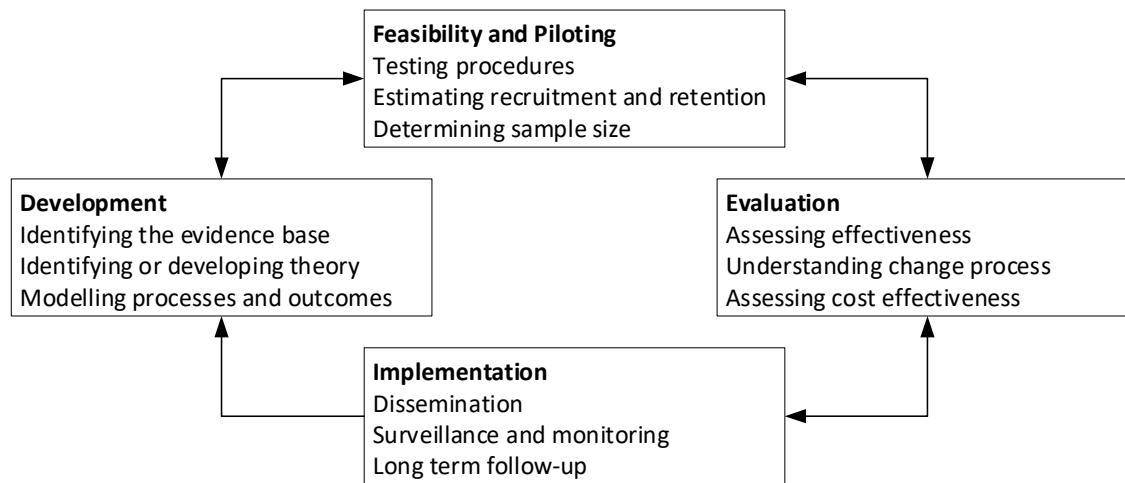 Feasibility and Piloting
Testing procedures
Estimating recruitment and retention
Determining sample size
Development
Identifying the evidence base
Identifying or developing theory
Modelling processes and outcomes
Evaluation
Assessing effectiveness
Understanding change process
Assessing cost effectiveness
Implementation
Dissemination
Surveillance and monitoring
Long term follow-up